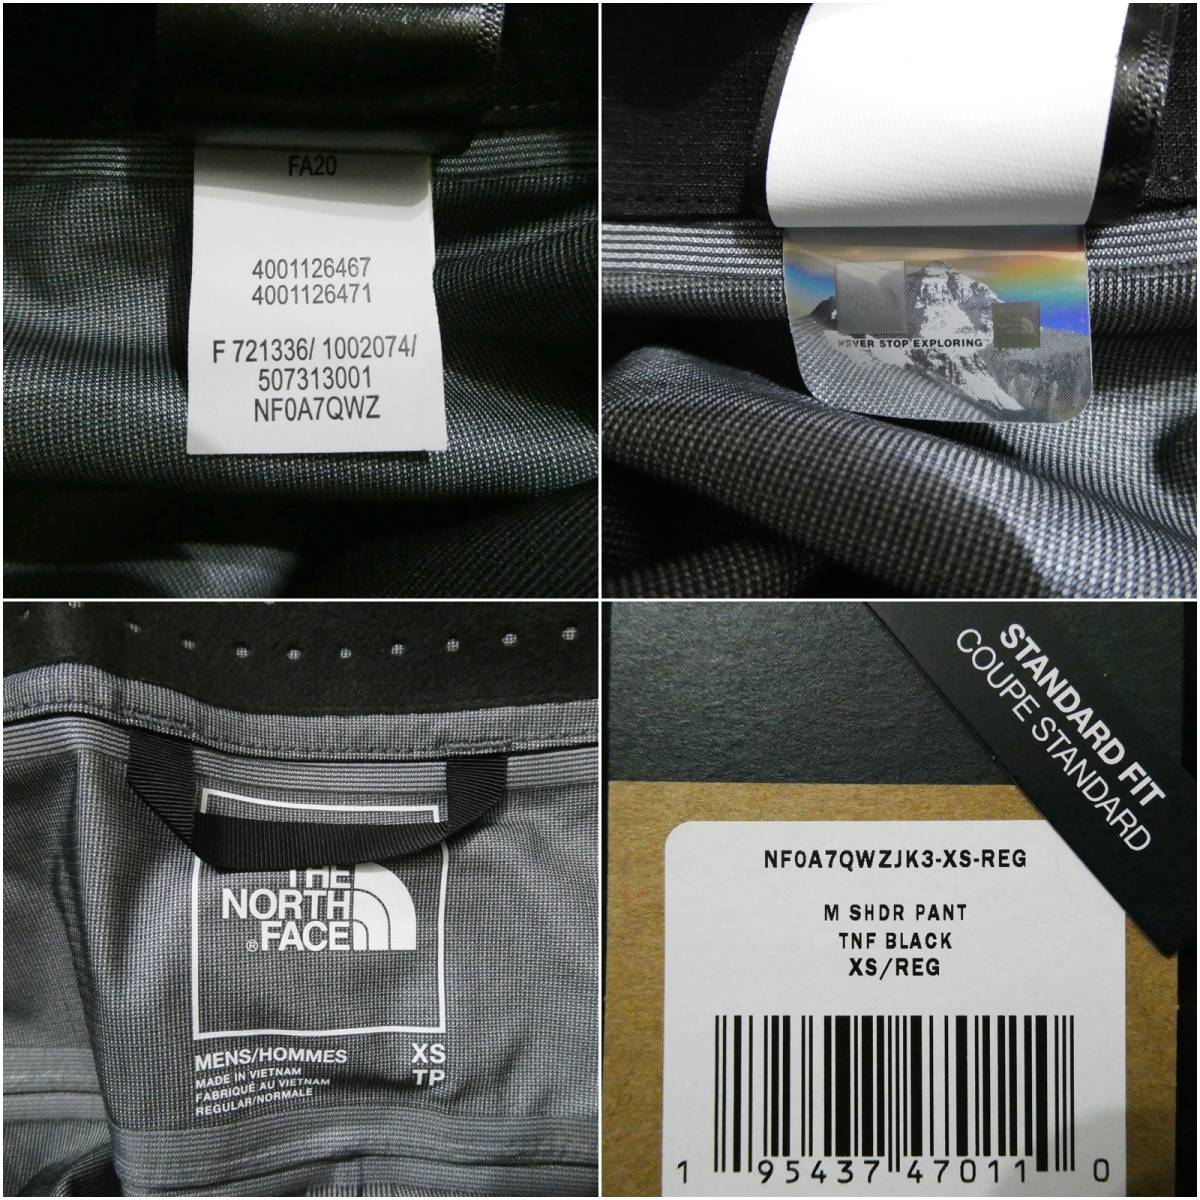 FA20
4001126467
4001126471
F 721336/ 1002074/
507313001
NF0A7QWZ
NEVER STOP EXPLORING
THE
NORTH
® FACE
MENS/HOMMES XS
MADE IN VIETNAM TP
FABRIQUÉ AU VIETNAM
REGULAR/NORMALE
STANDARD FIT
COUPE STANDARD
NF0A7QWZJK3-XS-REG
M SHDR PANT
TNF BLACK
XS/REG
1 95437 47011 0